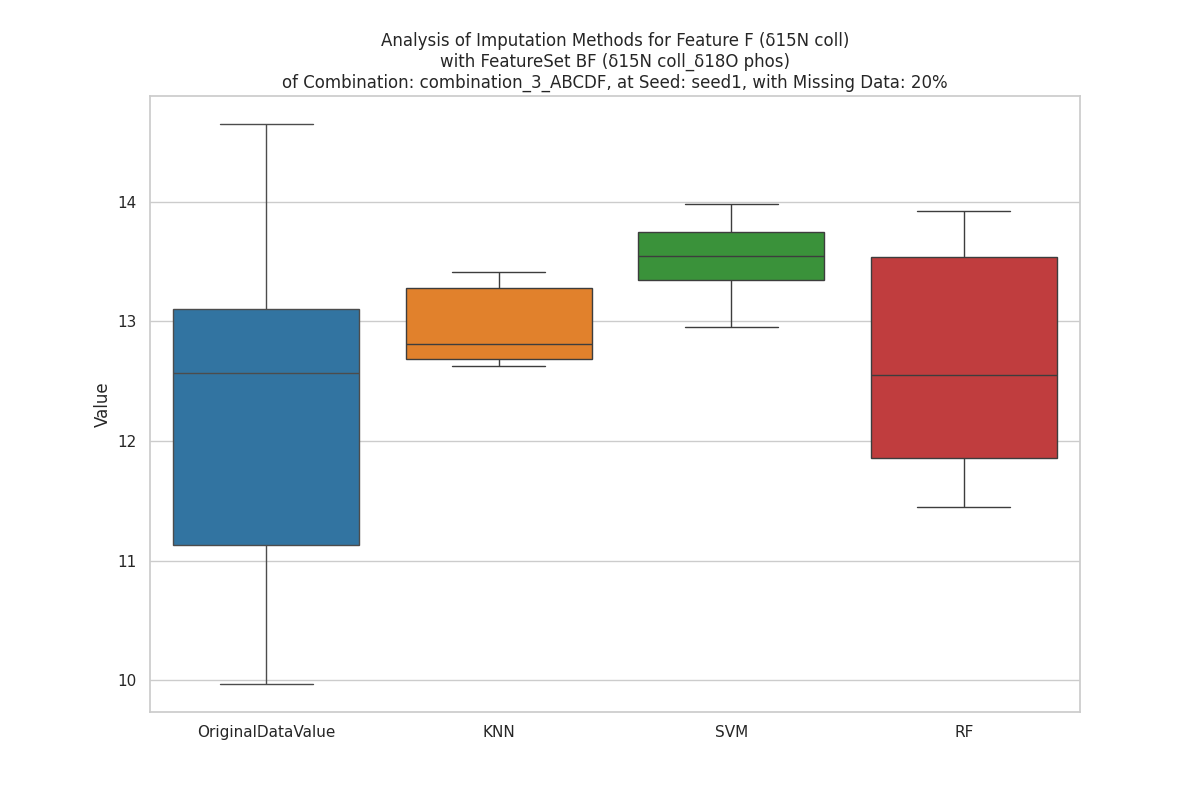 Analysis of Imputation Methods for Feature F (δ15N coll)
with FeatureSet BF (δ15N coll_δ18O phos)
of Combination: combination_3_ABCDF, at Seed: seed1, with Missing Data: 20%
Value
14
13
12
11
10
OriginalDataValue
KNN
SVM
RF